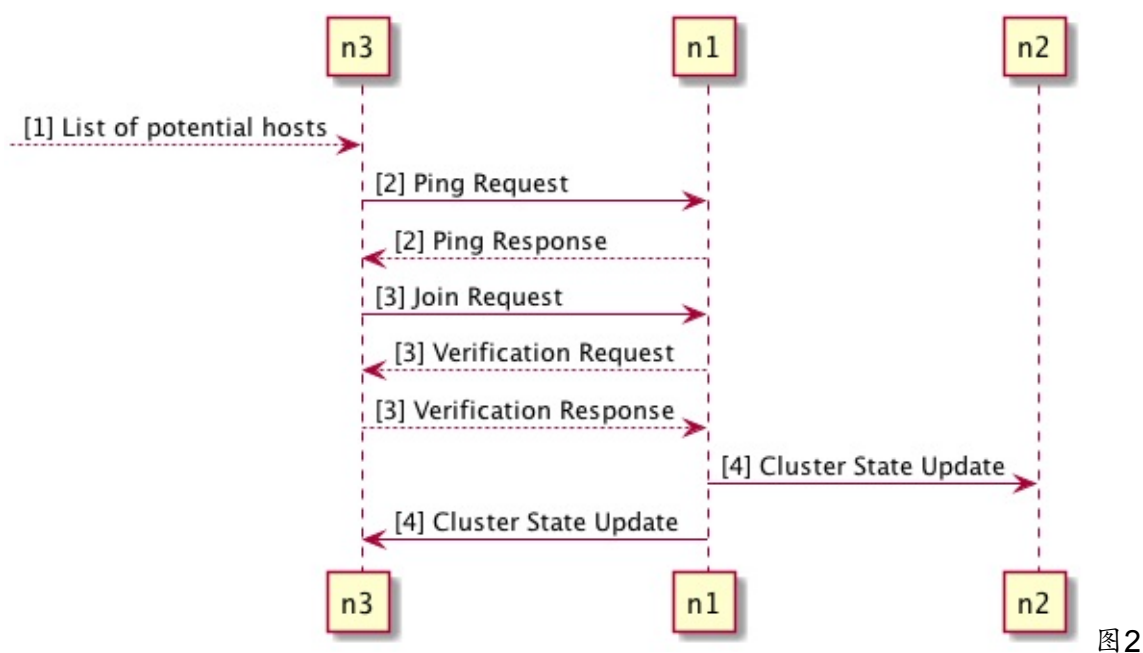 n3 n1 n2
[1] List of potential hosts
[2] Ping Request
[2] Ping Response
[3] Join Request
[3] Verification Request
[3] Verification Response
[4] Cluster State Update
[4] Cluster State Update
n3 n1 n2
图2